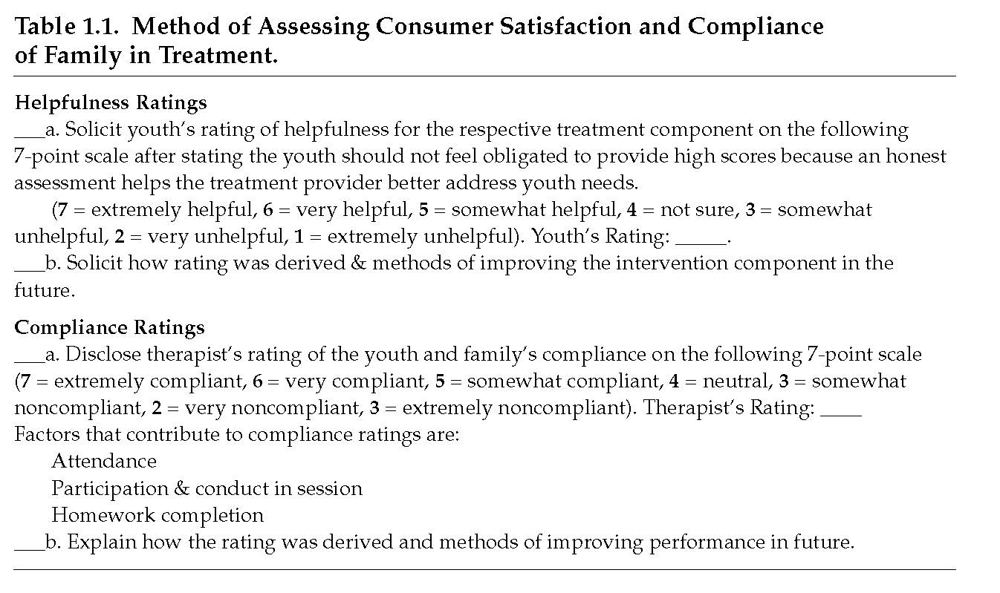 Table 1.1. Method of Assessing Consumer Satisfaction and Compliance
of Family in Treatment.
Helpfulness Ratings
___a. Solicit youth’s rating of helpfulness for the respective treatment component on the following
7-point scale after stating the youth should not feel obligated to provide high scores because an honest
assessment helps the treatment provider better address youth needs.
(7 = extremely helpful, 6 = very helpful, 5 = somewhat helpful, 4 = not sure, 3 = somewhat
unhelpful, 2 = very unhelpful, 1 = extremely unhelpful). Youth’s Rating: _____.
___b. Solicit how rating was derived & methods of improving the intervention component in the
future.
Compliance Ratings
___a. Disclose therapist’s rating of the youth and family’s compliance on the following 7-point scale
(7 = extremely compliant, 6 = very compliant, 5 = somewhat compliant, 4 = neutral, 3 = somewhat
noncompliant, 2 = very noncompliant, 3 = extremely noncompliant). Therapist’s Rating: ____
Factors that contribute to compliance ratings are:
Attendance
Participation & conduct in session
Homework completion
___b. Explain how the rating was derived and methods of improving performance in future.